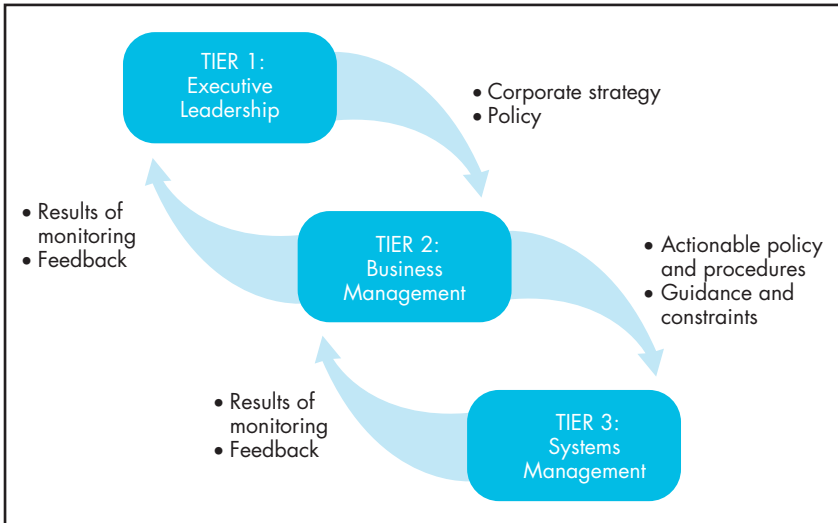 TIER 1:
Executive
Leadership
• Corporate strategy
• Policy
• Results of
monitoring
• Feedback
TIER 2:
Business
Management
• Actionable policy
and procedures
• Guidance and
constraints
• Results of
monitoring
• Feedback
TIER 3:
Systems
Management